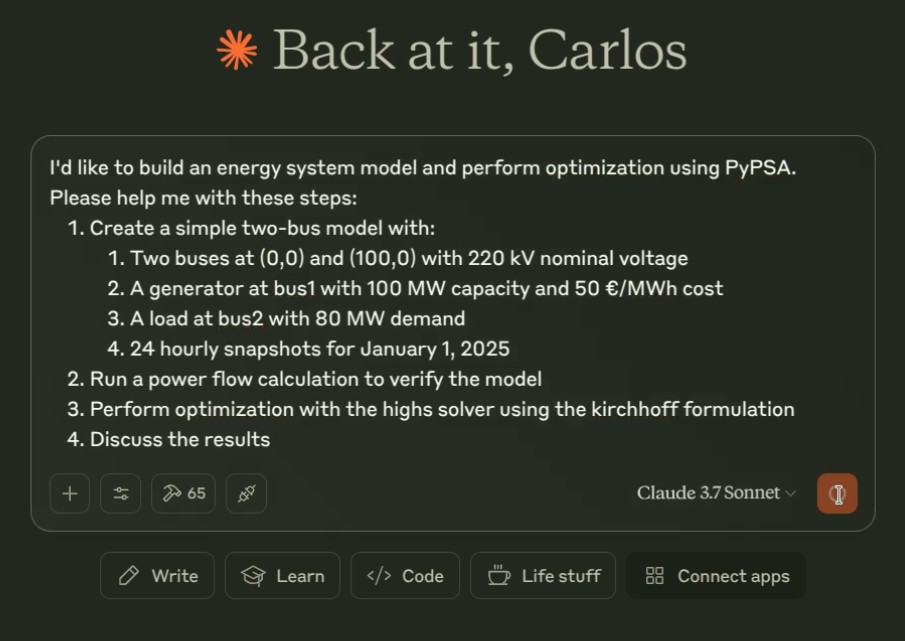 Back at it, Carlos
I'd like to build an energy system model and perform optimization using PyPSA.
Please help me with these steps:
1. Create a simple two-bus model with:
1. Two buses at (0,0) and (100,0) with 220 kV nominal voltage
2. A generator at bus1 with 100 MW capacity and 50 €/MWh cost
3. A load at bus2 with 80 MW demand
4. 24 hourly snapshots for January 1, 2025
2. Run a power flow calculation to verify the model
3. Perform optimization with the highs solver using the kirchhoff formulation
4. Discuss the results
65 Claude 3.7 Sonnet
Write Learn Code Life stuff Connect apps